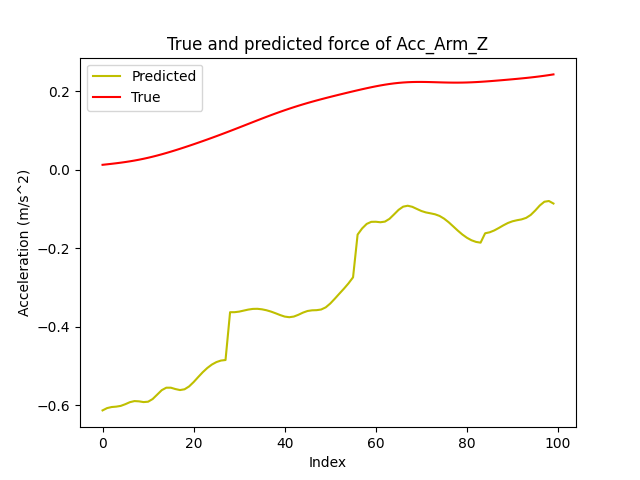 True and predicted force of Acc_Arm_Z
Predicted
True
Acceleration (m/s^2)
0.2
0.0
−0.2
−0.4
−0.6
0 20 40 60 80 100
Index